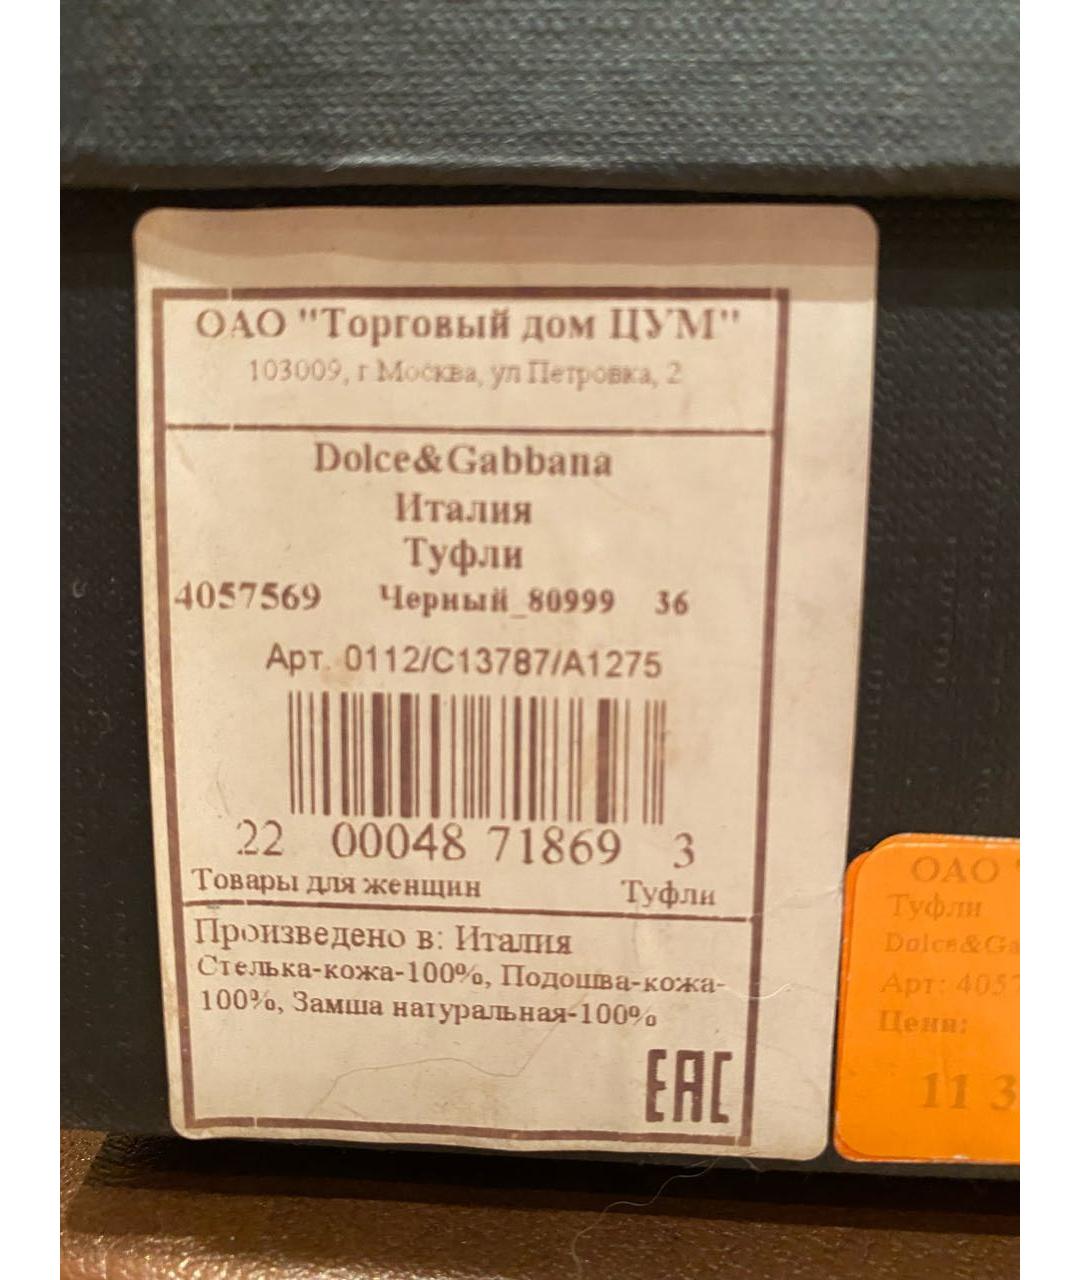 ОАО "Торговый дом ЦУМ"
103009, г Москва, ул Петровка, 2
Dolce&Gabbana
Италия
Туфли
4057569 Черный_80999 36
Арт. 0112/C13787/A1275
22 00048 71869 3
Товары для женщин Туфли
Произведено в: Италия
Стелька-кожа-100%, Подошва-кожа-
100%, Замша натуральная-100%
EAC
ОАО "
Туфли
Dolce&Ga
Арт: 4057
Цена:
11 3